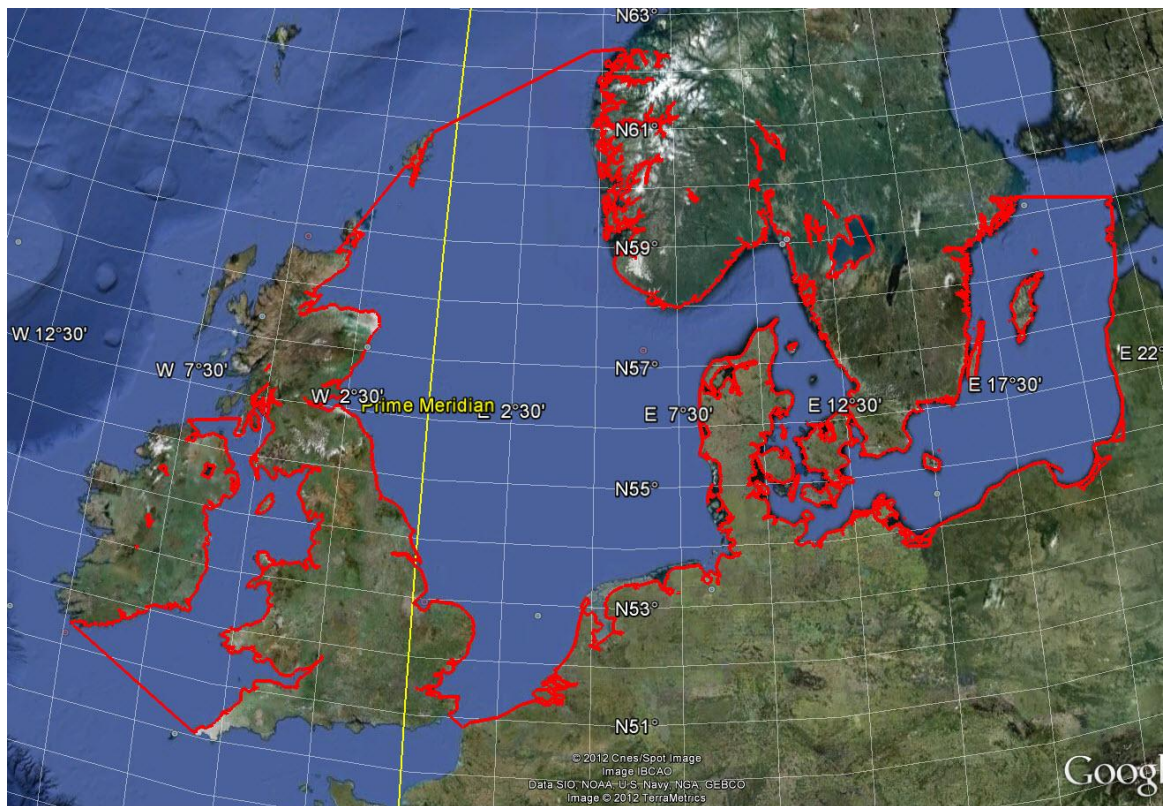 N63°
N61°
N59°
W 12°30'
W 7°30'
N57°
E 22°
W 2°30'
Prime Meridian
E 2°30'
E 7°30'
E 12°30'
E 17°30'
N55°
N53°
N51°
© 2012 Cnes/Spot Image
Image IBCAO
Data SIO, NOAA, U.S. Navy, NGA, GEBCO
Image © 2012 TerraMetrics
Googl